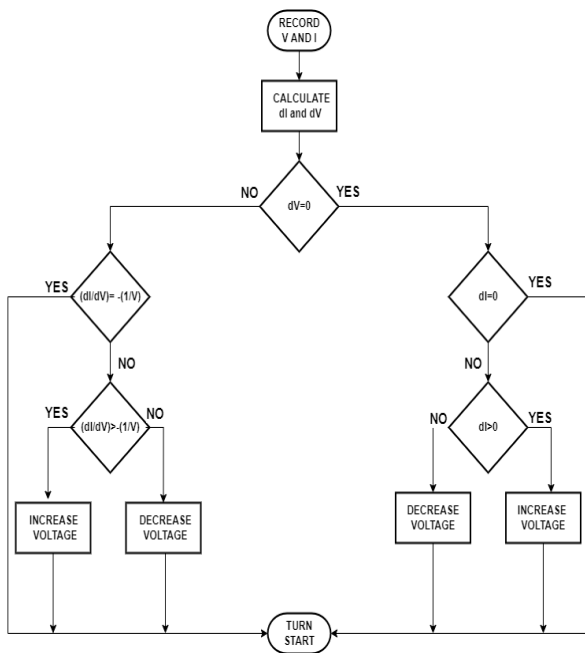 RECORD
V AND I
CALCULATE
dI and dV
NO
YES
dV=0
YES
(dI/dV)= -(1/V)
dI=0
YES
NO
NO
YES
(dI/dV)>-(1/V)
NO
NO
dI>0
YES
INCREASE
VOLTAGE
DECREASE
VOLTAGE
DECREASE
VOLTAGE
INCREASE
VOLTAGE
TURN
START